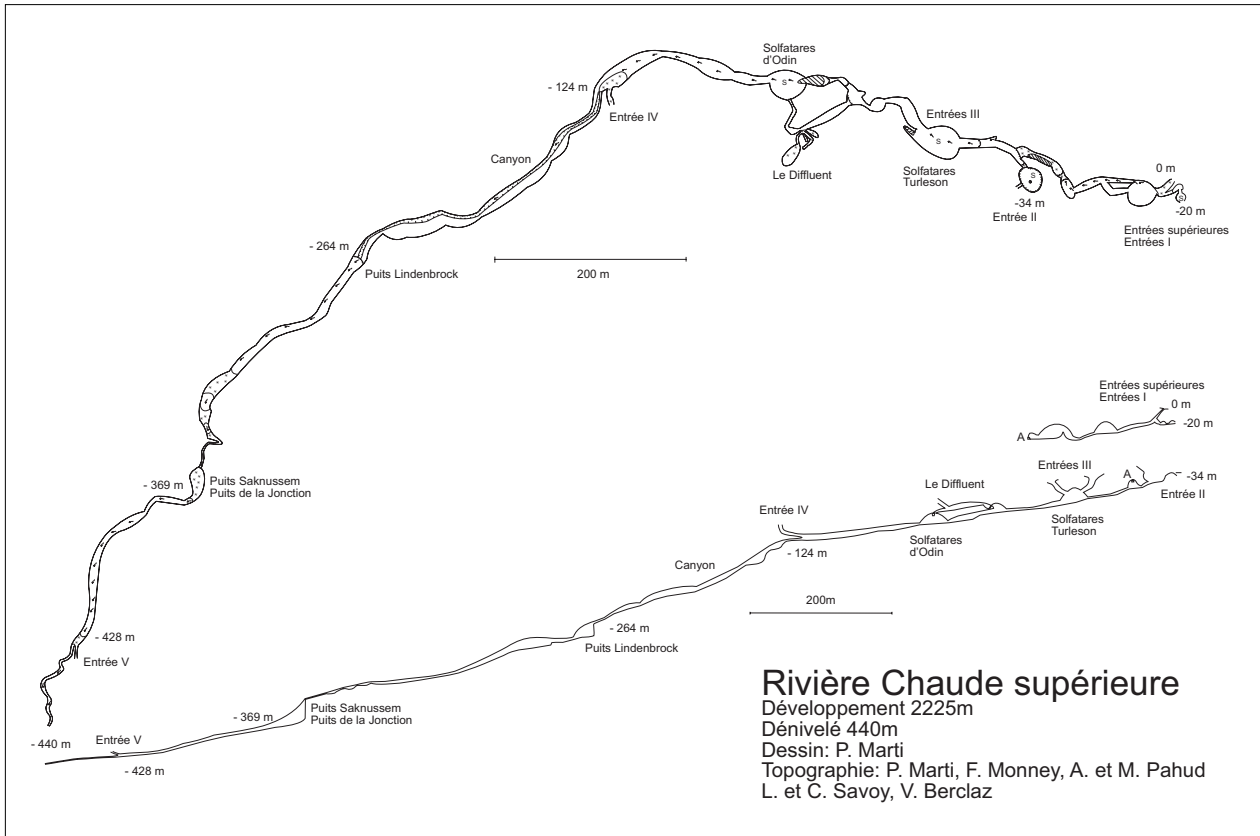 Solfatares
d'Odin
- 124 m
Entrée IV
Entrées III
S
S
Canyon
Le Diffluent
Solfatares
Turleson
S
0 m
-34 m
Entrée II
-20 m
Entrées supérieures
Entrées I
- 264 m
Puits Lindenbrock
200 m
Entrées supérieures
Entrées I
0 m
-20 m
A
- 369 m
Puits Saknussem
Puits de la Jonction
Entrées III
A
-34 m
Entrée II
Le Diffluent
Entrée IV
Solfatares
d'Odin
Solfatares
Turleson
- 124 m
Canyon
200m
- 428 m
- 264 m
Puits Lindenbrock
Entrée V
- 369 m
Puits Saknussem
Puits de la Jonction
- 440 m
Entrée V
- 428 m
Rivière Chaude supérieure
Développement 2225m
Dénivelé 440m
Dessin: P. Marti
Topographie: P. Marti, F. Monney, A. et M. Pahud
L. et C. Savoy, V. Berclaz